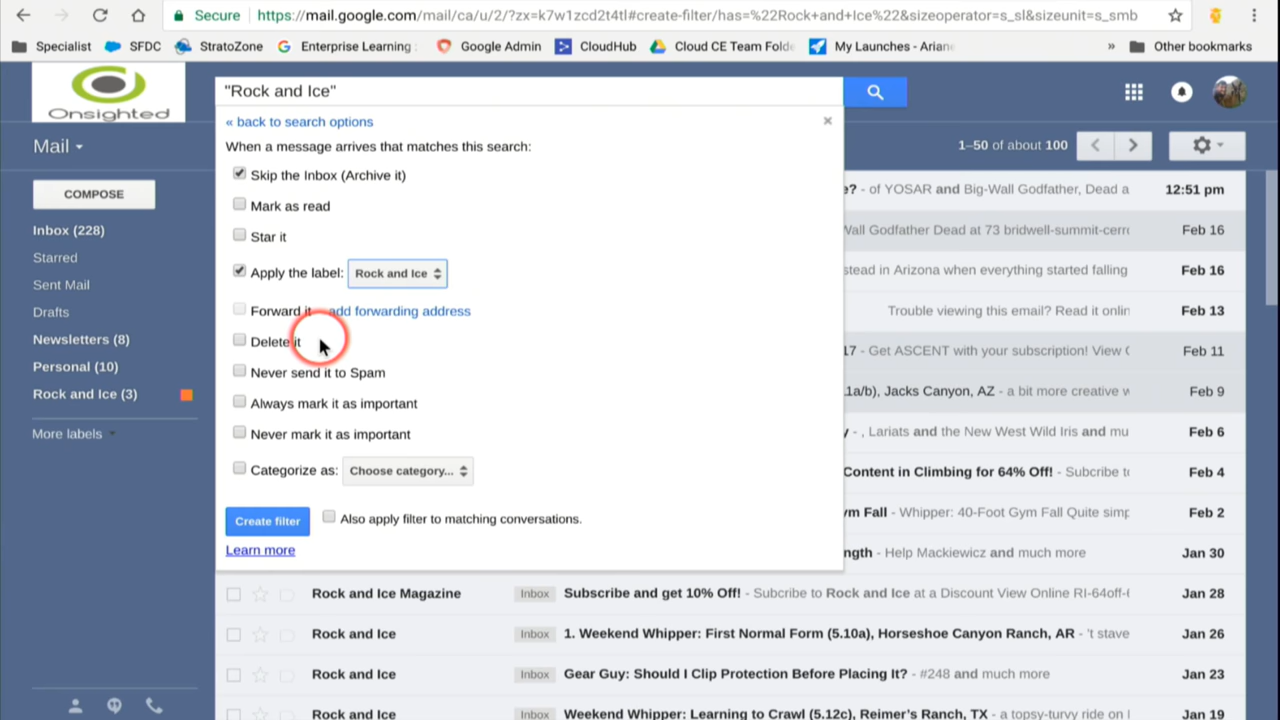 Secure https://mail.google.com/mail/ca/u/2/?zx=k7w1zcd2t4tl#create-filter/has=%22Rock+and+Ice%22&sizeoperator=s_sl&sizeunit=s_smb
Specialist SFDC StratoZone Enterprise Learning Google Admin CloudHub Cloud CE Team Folde My Launches - Ariane » Other bookmarks
Onsighted
"Rock and Ice"
« back to search options
When a message arrives that matches this search:
Mail
1–50 of about 100
COMPOSE
Skip the Inbox (Archive it)
Mark as read
Star it
Apply the label: Rock and Ice
Forward it add forwarding address
Delete it
Never send it to Spam
Always mark it as important
Never mark it as important
Categorize as: Choose category...
Create filter Also apply filter to matching conversations.
Learn more
Inbox (228)
Starred
Sent Mail
Drafts
Newsletters (8)
Personal (10)
Rock and Ice (3)
More labels
e? - of YOSAR and Big-Wall Godfather, Dead a 12:51 pm
Wall Godfather Dead at 73 bridwell-summit-cerro Feb 16
stead in Arizona when everything started falling Feb 16
Trouble viewing this email? Read it onlin Feb 13
17 - Get ASCENT with your subscription! View Feb 11
.1a/b), Jacks Canyon, AZ - a bit more creative w Feb 9
y - , Lariats and the New West Wild Iris and mu Feb 6
Content in Climbing for 64% Off! - Subcribe to Feb 4
ym Fall - Whipper: 40-Foot Gym Fall Quite simp Feb 2
ngth - Help Mackiewicz and much more Jan 30
Rock and Ice Magazine Inbox Subscribe and get 10% Off! - Subcribe to Rock and Ice at a Discount View Online RI-64off-f Jan 28
Rock and Ice Inbox 1. Weekend Whipper: First Normal Form (5.10a), Horseshoe Canyon Ranch, AR - 't stave Jan 26
Rock and Ice Inbox Gear Guy: Should I Clip Protection Before Placing It? - #248 and much more Jan 23
Rock and Ice Inbox Weekend Whipper: Learning to Crawl (5.12c), Reimer's Ranch, TX - a topsy-turvy ride on l Jan 19